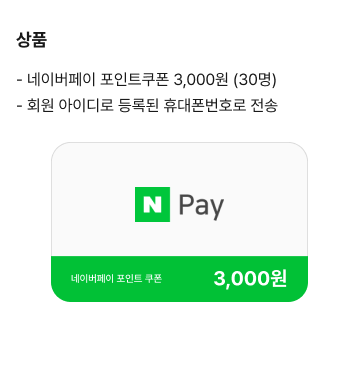 상품
- 네이버페이 포인트쿠폰 3,000원 (30명)
- 회원 아이디로 등록된 휴대폰번호로 전송
N Pay
네이버페이 포인트 쿠폰 3,000원